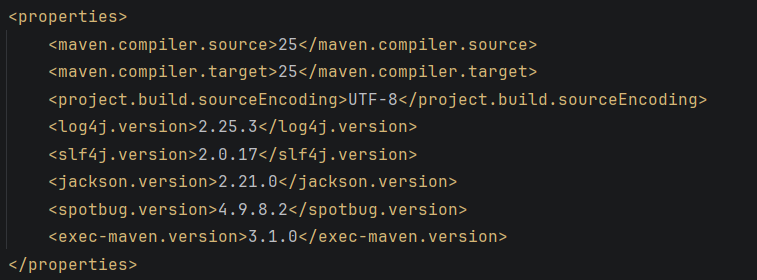 <properties>
<maven.compiler.source>25</maven.compiler.source>
<maven.compiler.target>25</maven.compiler.target>
<project.build.sourceEncoding>UTF-8</project.build.sourceEncoding>
<log4j.version>2.25.3</log4j.version>
<slf4j.version>2.0.17</slf4j.version>
<jackson.version>2.21.0</jackson.version>
<spotbug.version>4.9.8.2</spotbug.version>
<exec-maven.version>3.1.0</exec-maven.version>
</properties>